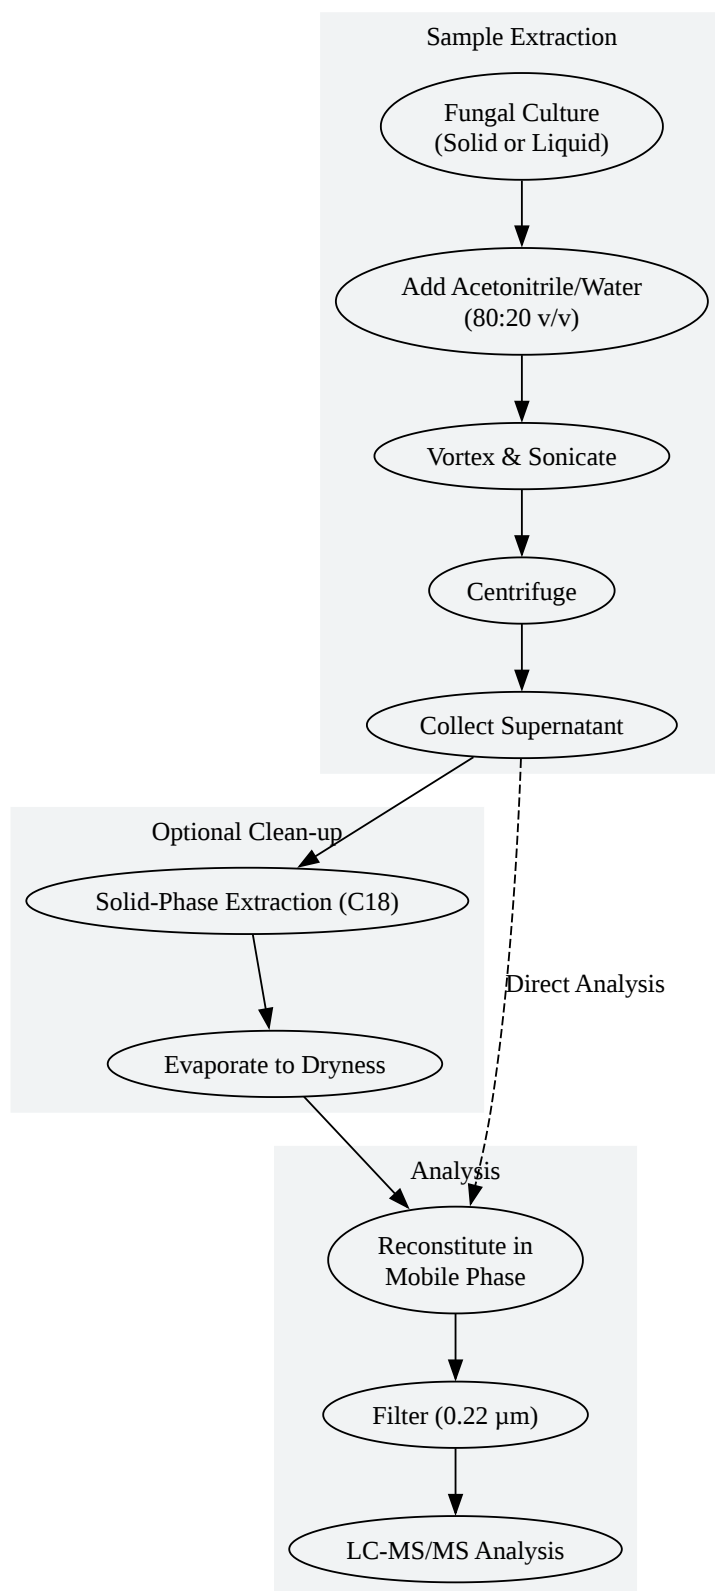 Sample Extraction
Fungal Culture
(Solid or Liquid)
Add Acetonitrile/Water
(80:20 v/v)
Vortex & Sonicate
Centrifuge
Collect Supernatant
Optional Clean-up
Solid-Phase Extraction (C18)
Direct Analysis
Evaporate to Dryness
Analysis
Reconstitute in
Mobile Phase
Filter (0.22 µm)
LC-MS/MS Analysis